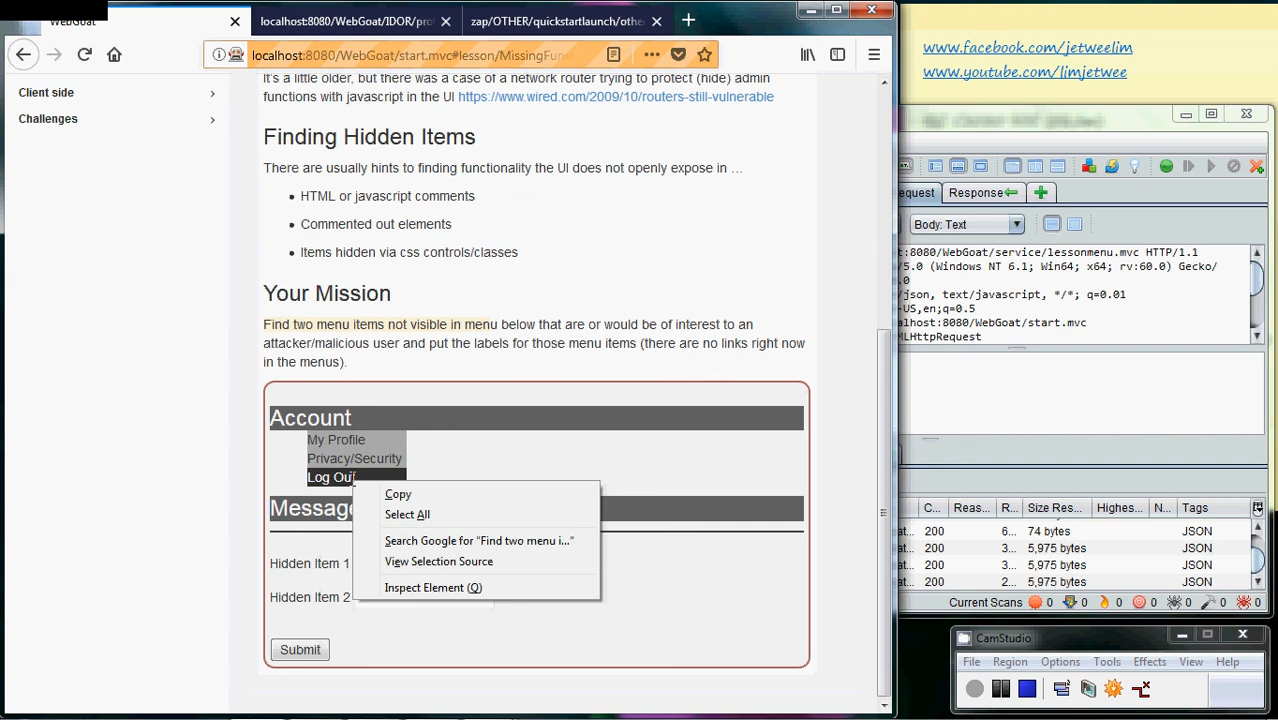 WebGoat
localhost:8080/WebGoat/IDOR/pro
zap/OTHER/quickstartlaunch/othe
localhost:8080/WebGoat/start.mvc#lesson/MissingFun
www.facebook.com/jetweelim
www.youtube.com/limjetwee
Client side
Challenges
It's a little older, but there was a case of a network router trying to protect (hide) admin
functions with javascript in the UI https://www.wired.com/2009/10/routers-still-vulnerable
Finding Hidden Items
There are usually hints to finding functionality the UI does not openly expose in ...
HTML or javascript comments
Commented out elements
Items hidden via css controls/classes
Your Mission
Find two menu items not visible in menu below that are or would be of interest to an
attacker/malicious user and put the labels for those menu items (there are no links right now
in the menus).
Account
My Profile
Privacy/Security
Log Out
Message
Copy
Select All
Search Google for "Find two menu i..."
View Selection Source
Inspect Element (Q)
Hidden Item 1
Hidden Item 2
Submit
equest
Response
Body: Text
t:8080/WebGoat/service/lessonmenu.mvc HTTP/1.1
/5.0 (Windows NT 6.1; Win64; x64; rv:60.0) Gecko/
.0
/json, text/javascript, */*; q=0.01
-US,en;q=0.5
calhost:8080/WebGoat/start.mvc
MLHttpRequest
C... Reas... R... Size Res... Highes... N... Tags
200 6... 74 bytes JSON
200 3... 5,975 bytes JSON
200 3... 5,975 bytes JSON
200 2... 5,975 bytes JSON
Current Scans 0 0 0 0 0 0 0
CamStudio
File Region Options Tools Effects View Help